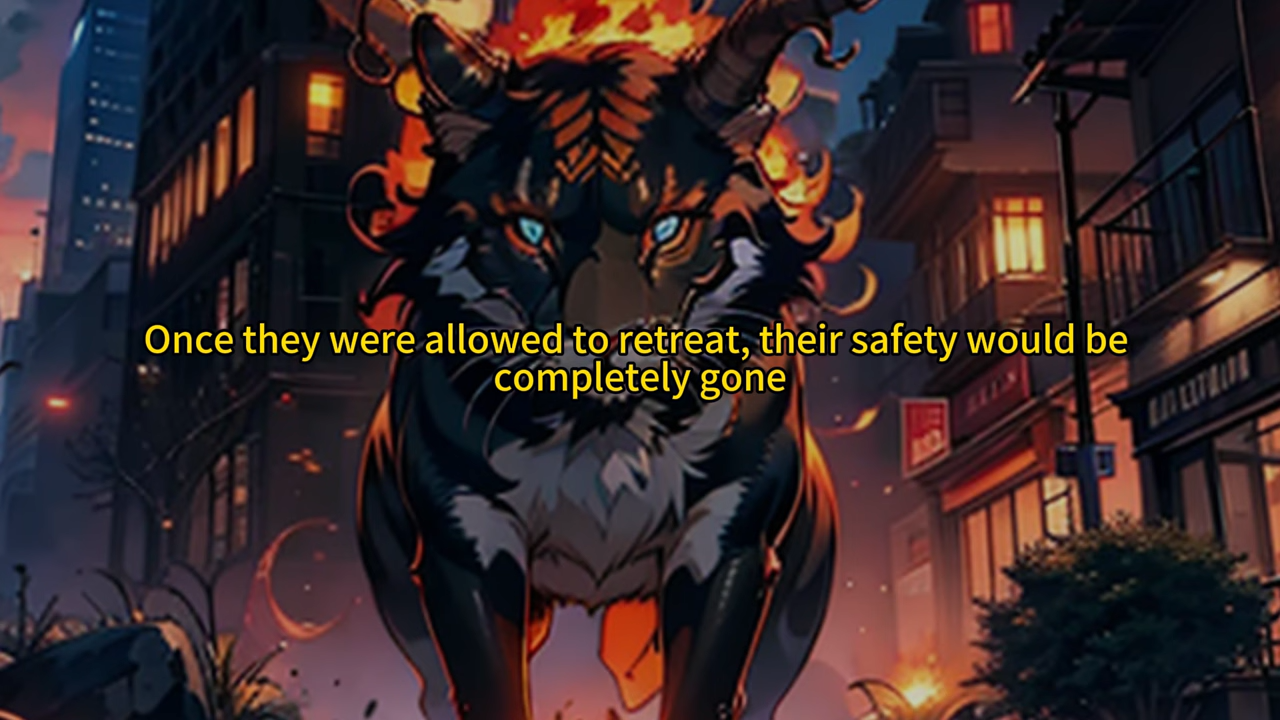 Once they were allowed to retreat, their safety would be
completely gone